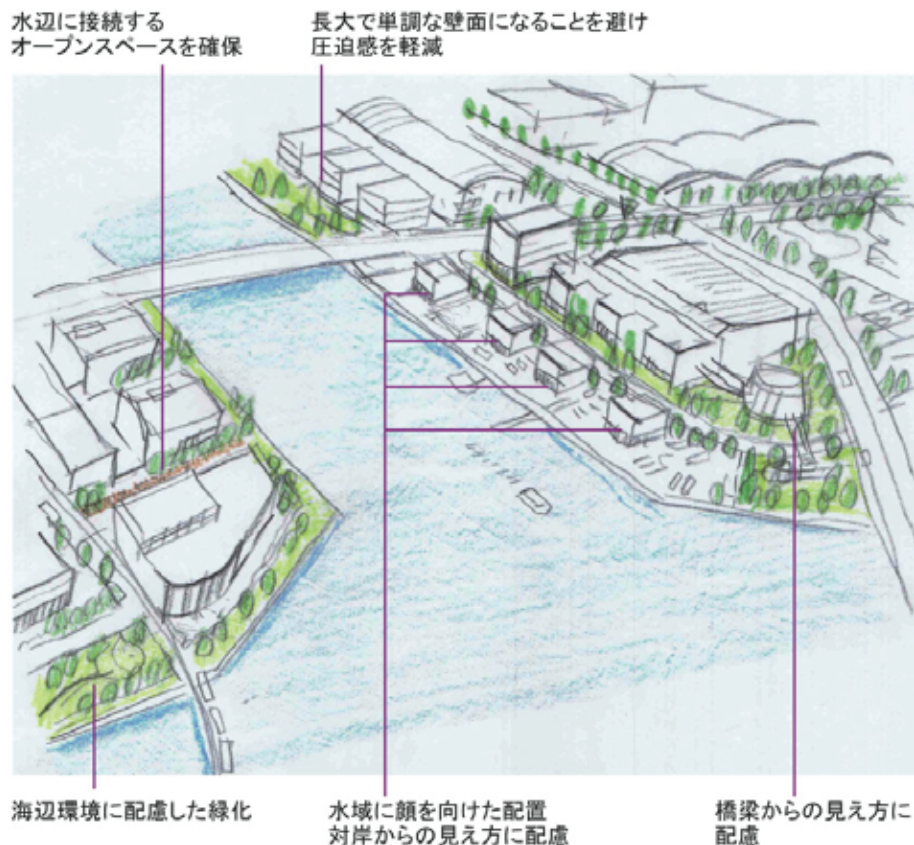 水辺に接続する
オープンスペースを確保
長大で単調な壁面になることを避け
圧迫感を軽減
海辺環境に配慮した緑化
水域に顔を向けた配置
対岸からの見え方に配慮
橋梁からの見え方に
配慮